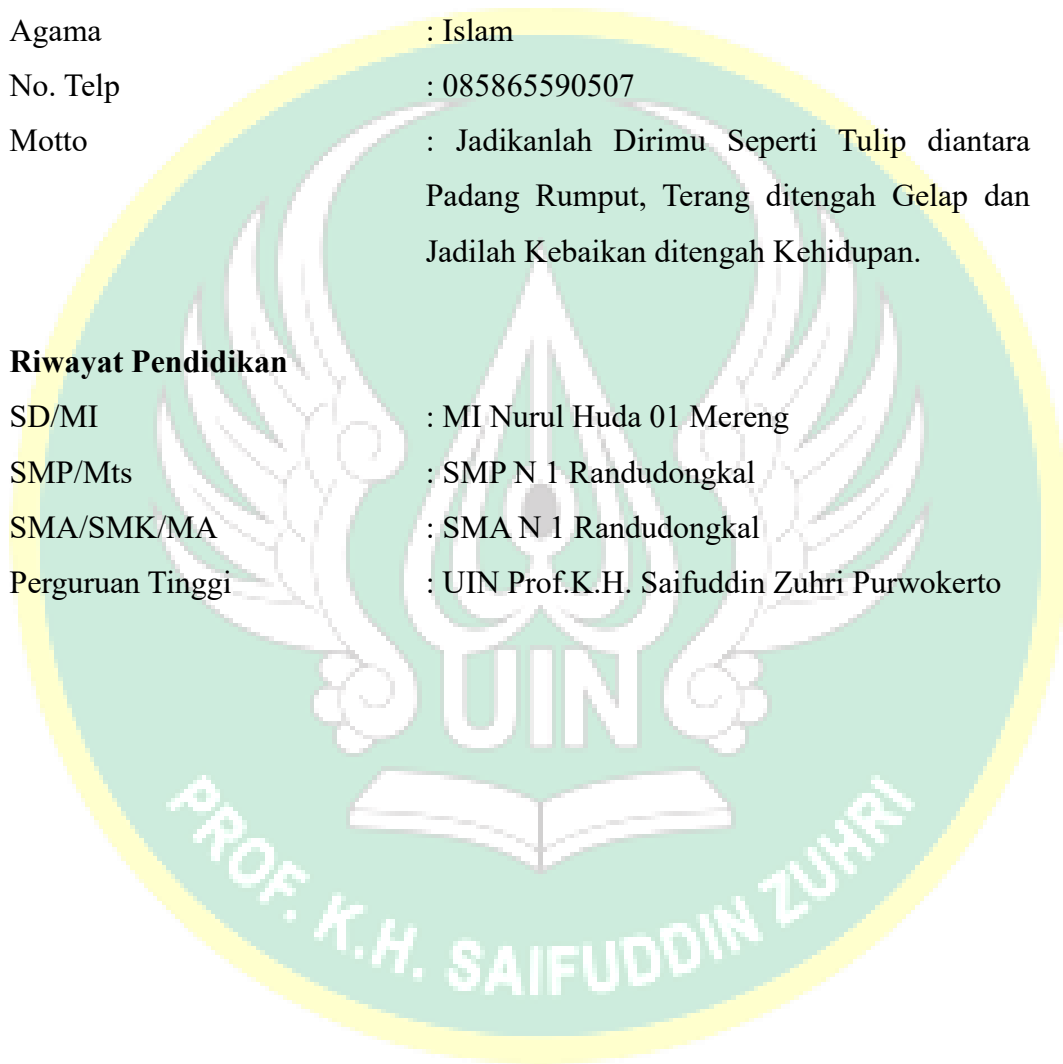 Agama : Islam
No. Telp : 085865590507
Motto : Jadikanlah Dirimu Seperti Tulip diantara
Padang Rumput, Terang ditengah Gelap dan
Jadilah Kebaikan ditengah Kehidupan.
Riwayat Pendidikan
SD/MI : MI Nurul Huda 01 Mereng
SMP/Mts : SMP N 1 Randudongkal
SMA/SMK/MA : SMA N 1 Randudongkal
Perguruan Tinggi : UIN Prof.K.H. Saifuddin Zuhri Purwokerto
UIN
PROF. K.H. SAIFUDDIN ZUHRI